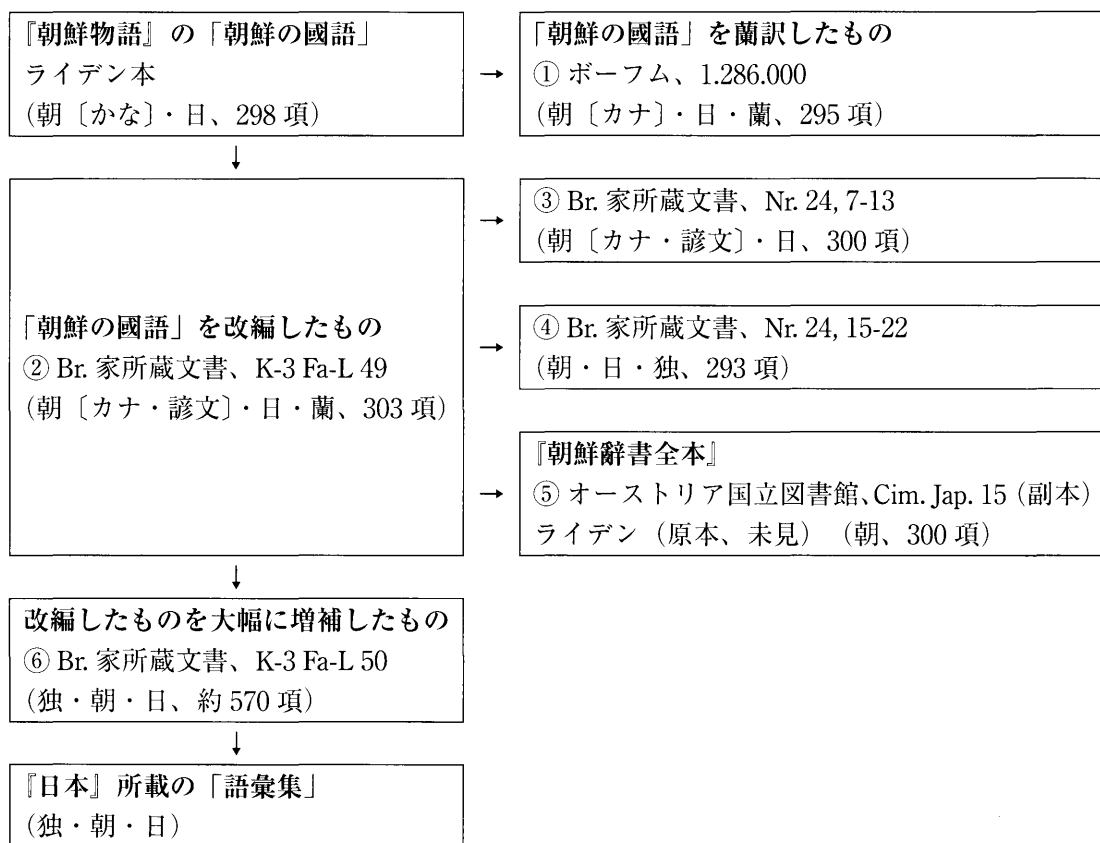 『朝鮮物語』の「朝鮮の國語」
ライデン本
(朝〔かな〕・日、298 項)
→
「朝鮮の國語」を蘭訳したもの
① ボーフム、1.286.000
(朝〔カナ〕・日・蘭、295 項)
↓
「朝鮮の國語」を改編したもの
② Br. 家所蔵文書、K-3 Fa-L 49
(朝〔カナ・諺文〕・日・蘭、303 項)
→
③ Br. 家所蔵文書、Nr. 24, 7-13
(朝〔カナ・諺文〕・日、300 項)
→
④ Br. 家所蔵文書、Nr. 24, 15-22
(朝・日・独、293 項)
→
『朝鮮辭書全本』
⑤ オーストリア国立図書館、Cim. Jap. 15 (副本)
ライデン（原本、未見）（朝、300 項）
↓
改編したものを大幅に増補したもの
⑥ Br. 家所蔵文書、K-3 Fa-L 50
(独・朝・日、約 570 項)
↓
『日本』所載の「語彙集」
(独・朝・日)